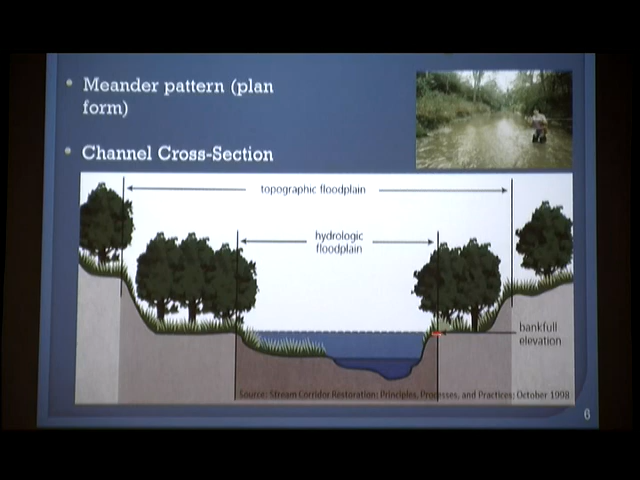 • Meander pattern (plan
form)
• Channel Cross-Section
topographic floodplain
hydrologic
floodplain
bankfull
elevation
Source: Stream Corridor Restoration: Principles, Processes, and Practices; October 1998
6